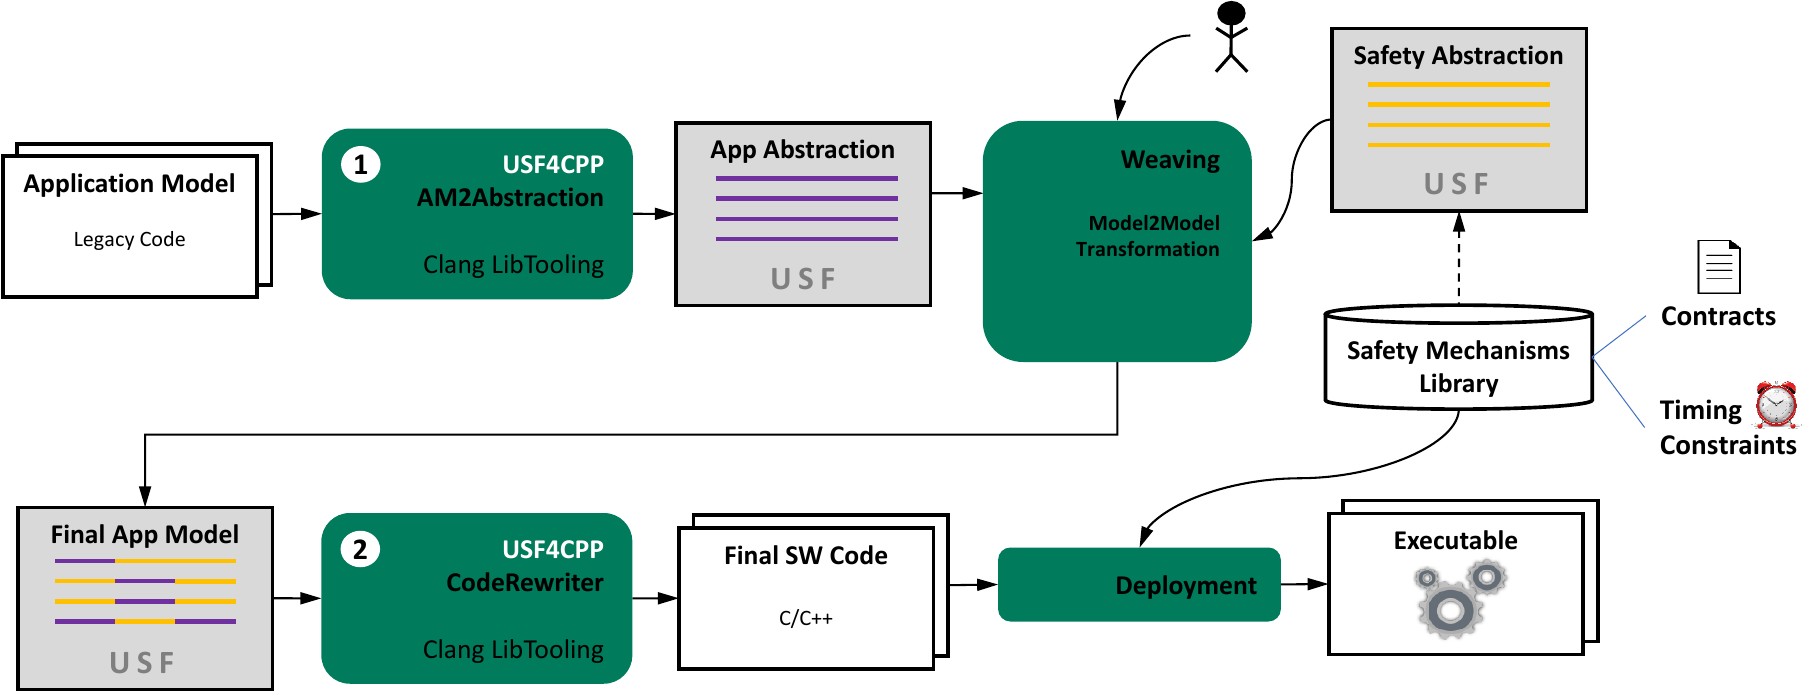 Application Model
Legacy Code
1
USF4CPP
AM2Abstraction
Clang LibTooling
App Abstraction
USF
Weaving
Model2Model
Transformation
Safety Abstraction
USF
Safety Mechanisms
Library
Contracts
Timing
Constraints
Final App Model
USF
2
USF4CPP
CodeRewriter
Clang LibTooling
Final SW Code
C/C++
Deployment
Executable